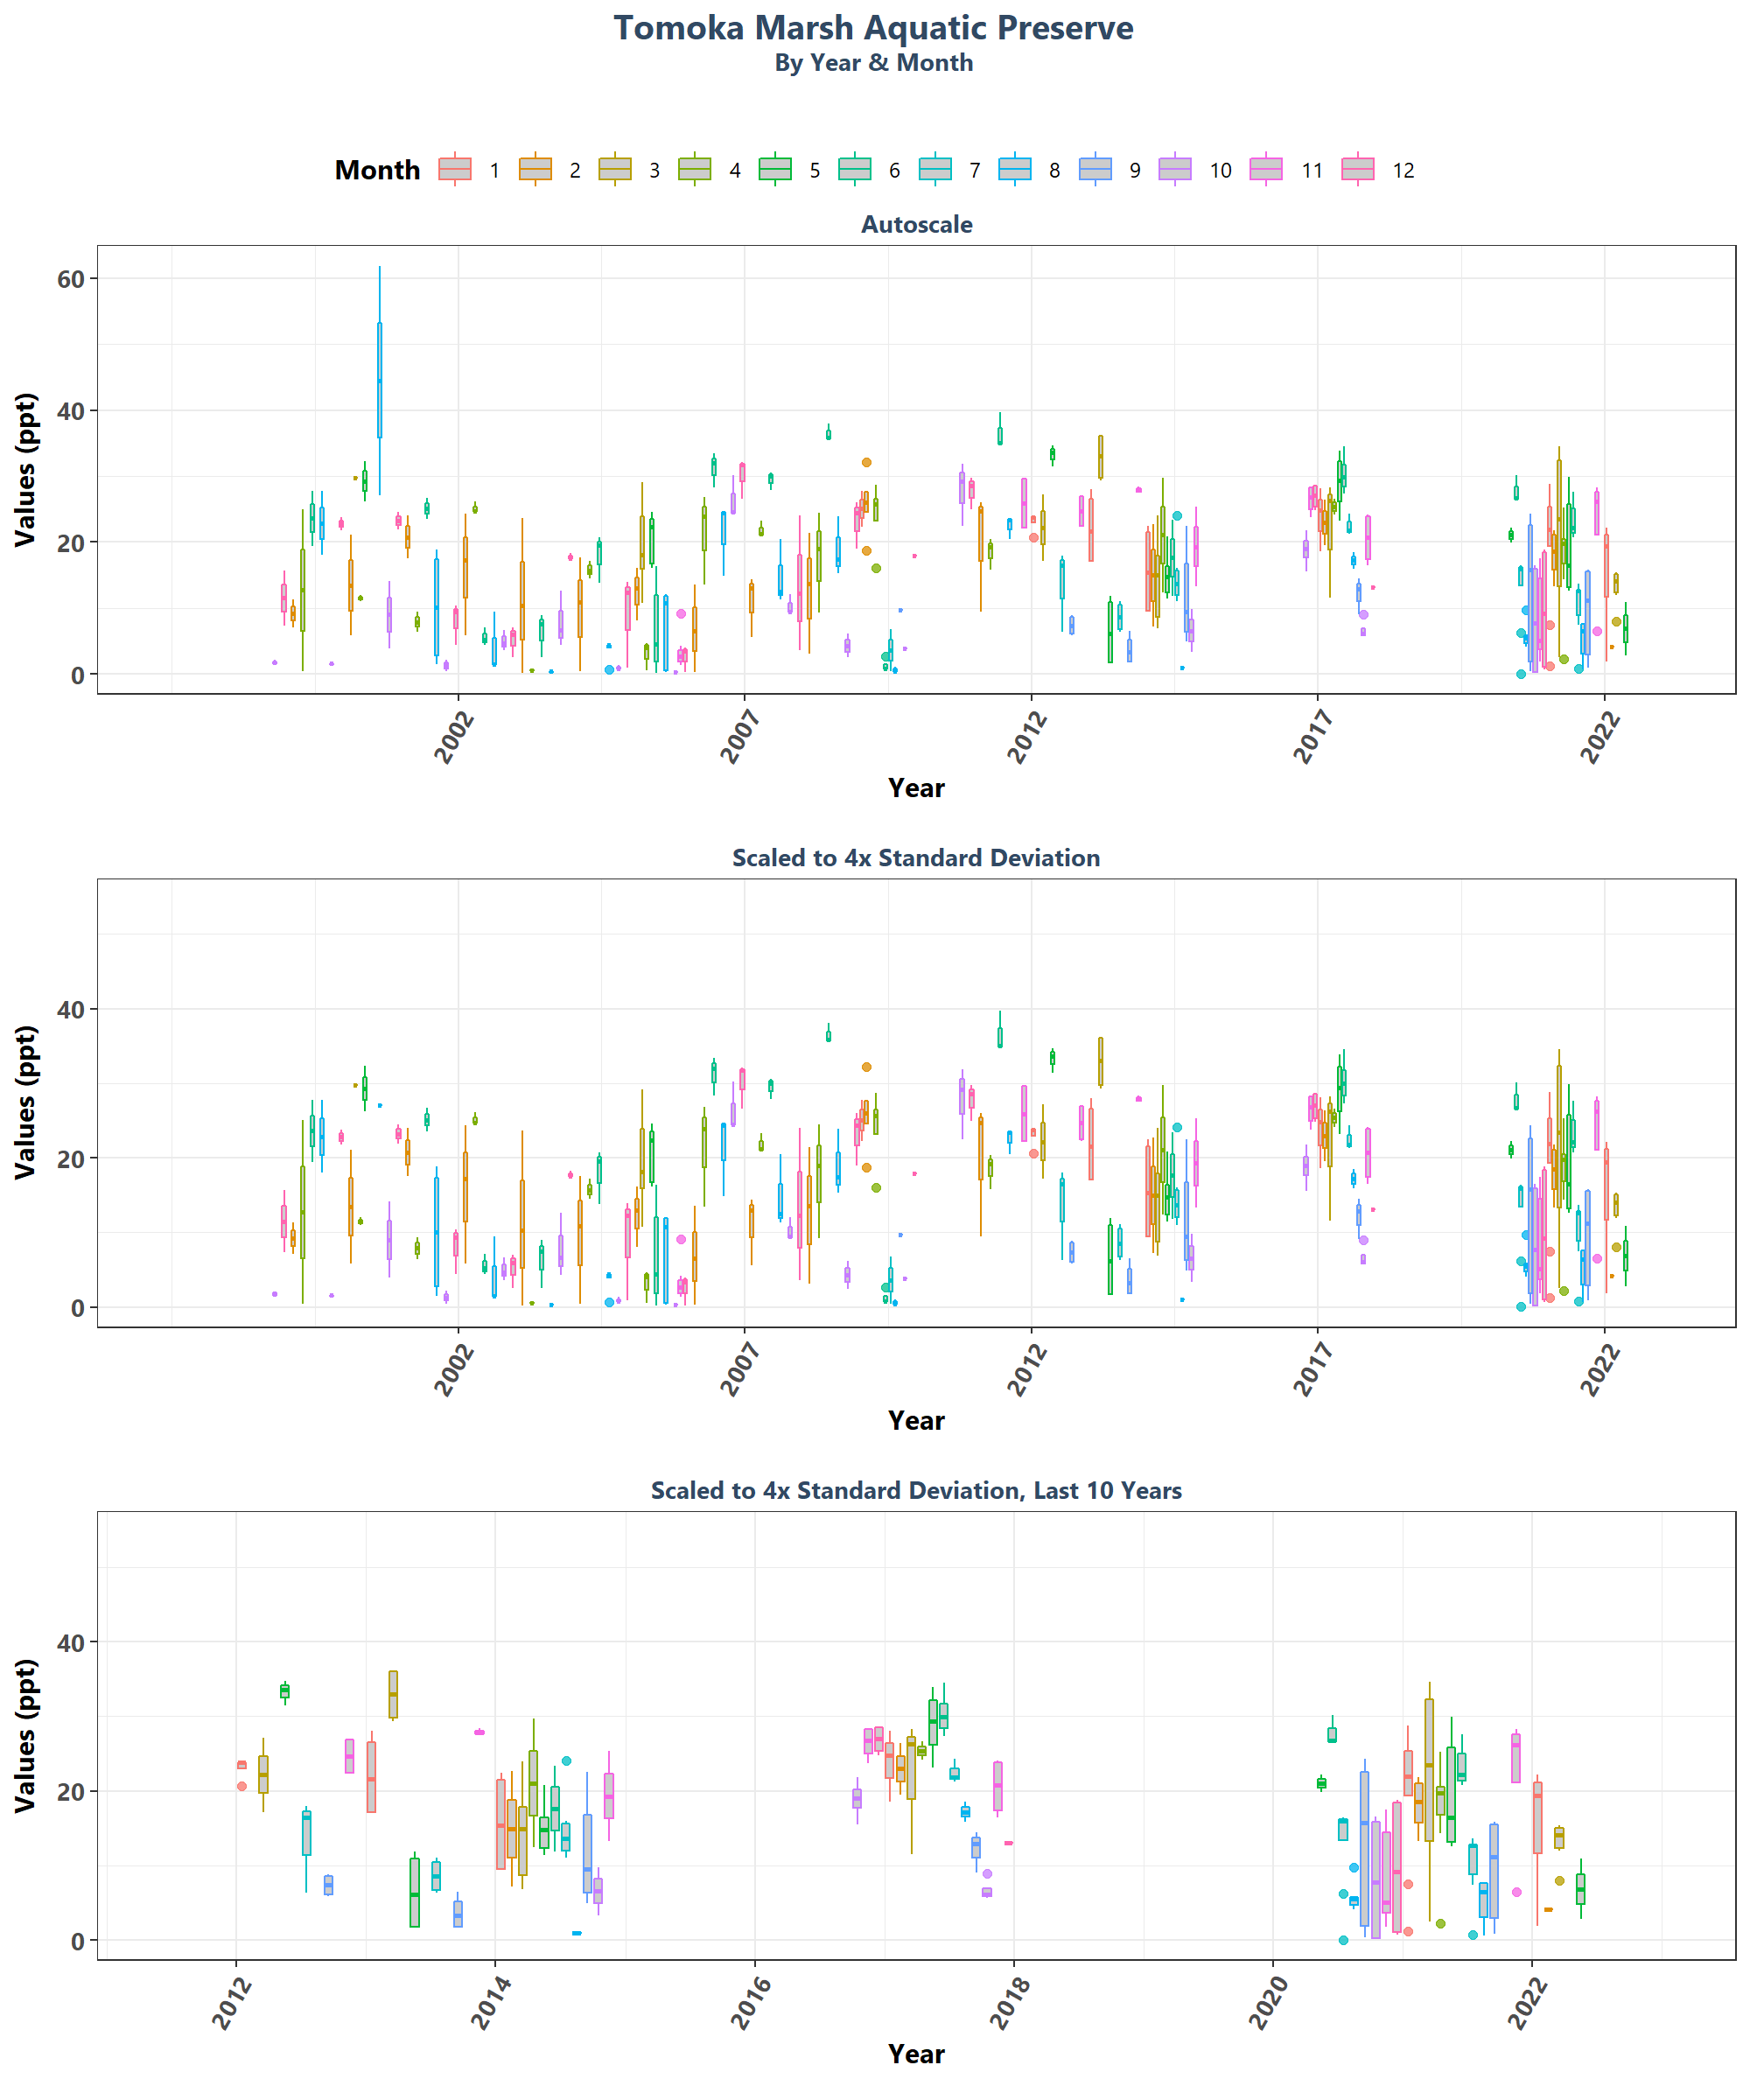 Tomoka Marsh Aquatic Preserve
By Year & Month
Month 1 2 3 4 5 6 7 8 9 10 11 12
Autoscale
Values (ppt)
60
40
20
0
2002 2007 2012 2017 2022
Year
Scaled to 4x Standard Deviation
Values (ppt)
40
20
0
2002 2007 2012 2017 2022
Year
Scaled to 4x Standard Deviation, Last 10 Years
Values (ppt)
40
20
0
2012 2014 2016 2018 2020 2022
Year